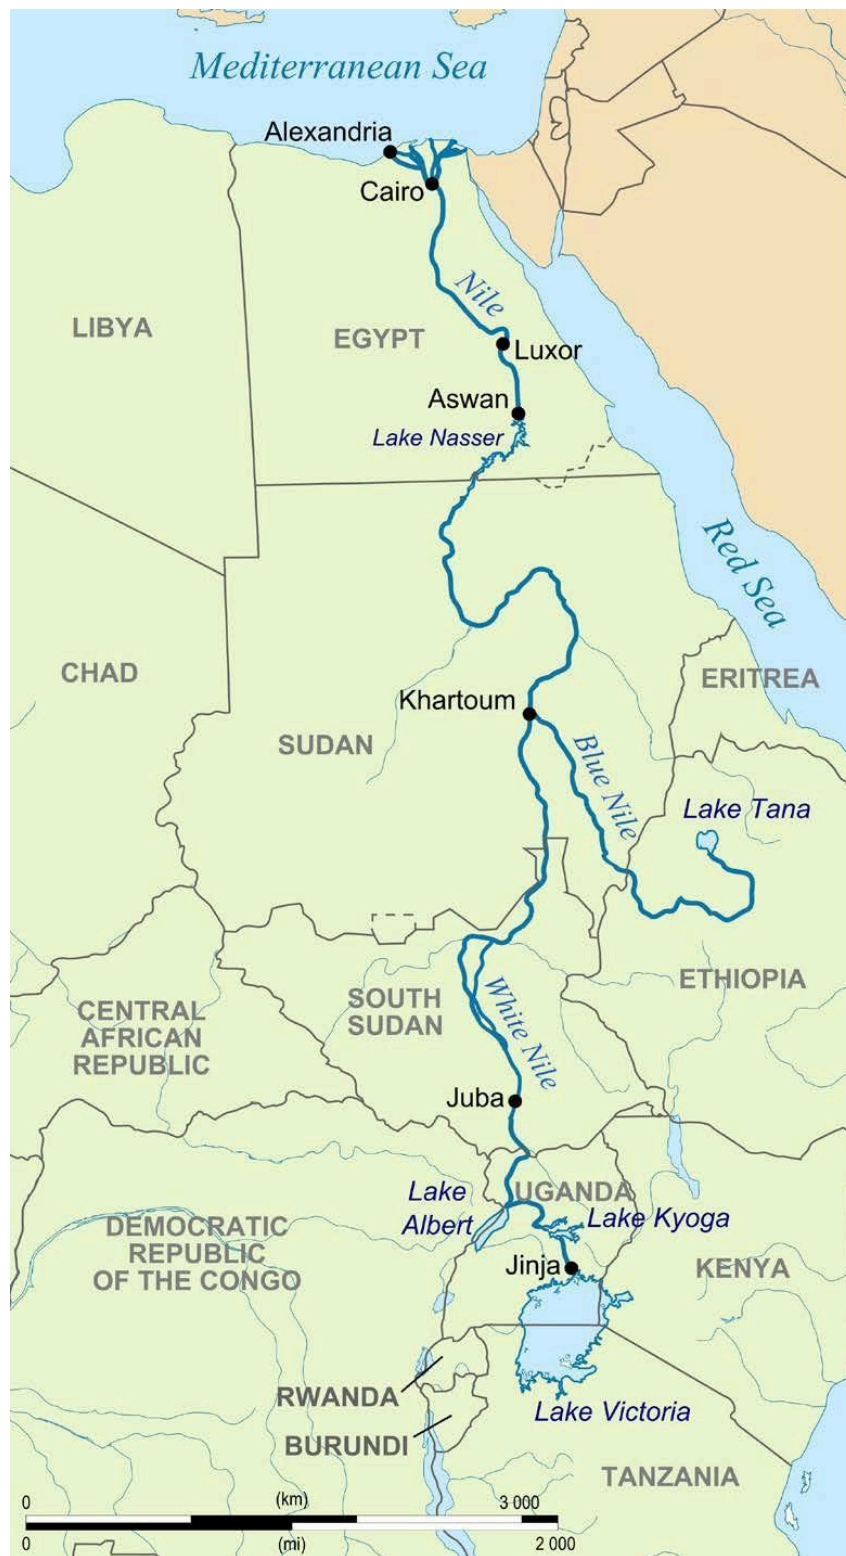 Mediterranean Sea
Alexandria
Cairo
Nile
LIBYA
EGYPT
Luxor
Aswan
Lake Nasser
Red Sea
CHAD
ERITREA
Khartoum
SUDAN
Blue Nile
Lake Tana
ETHIOPIA
CENTRAL
AFRICAN
REPUBLIC
SOUTH
SUDAN
White Nile
Juba
Lake
Albert
UGANDA
Lake Kyoga
DEMOCRATIC
REPUBLIC
OF THE CONGO
Jinja
KENYA
RWANDA
Lake Victoria
BURUNDI
TANZANIA
0 (km) 3 000
0 (mi) 2 000